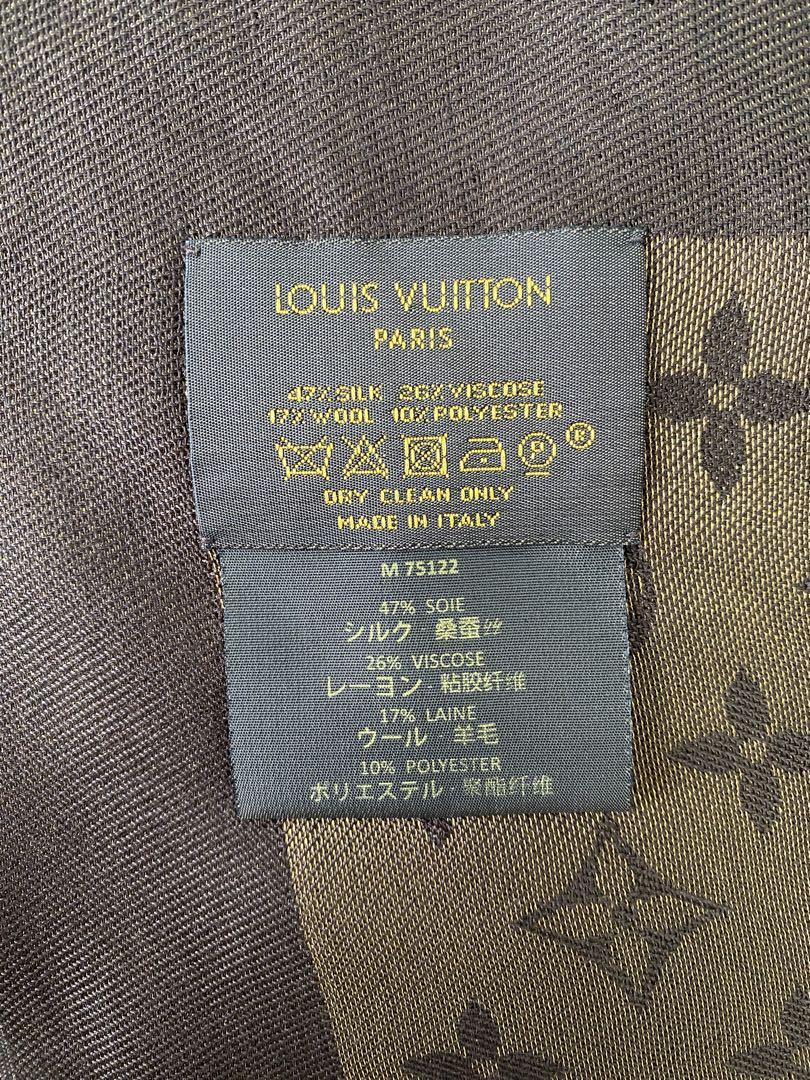 LOUIS VUITTON
PARIS
47% SILK 26% VISCOSE
17% WOOL 10% POLYESTER
P ®
DRY CLEAN ONLY
MADE IN ITALY
M 75122
47% SOIE
シルク · 桑蚕丝
26% VISCOSE
レーヨン · 粘胶纤维
17% LAINE
ウール · 羊毛
10% POLYESTER
ポリエステル · 聚酯纤维